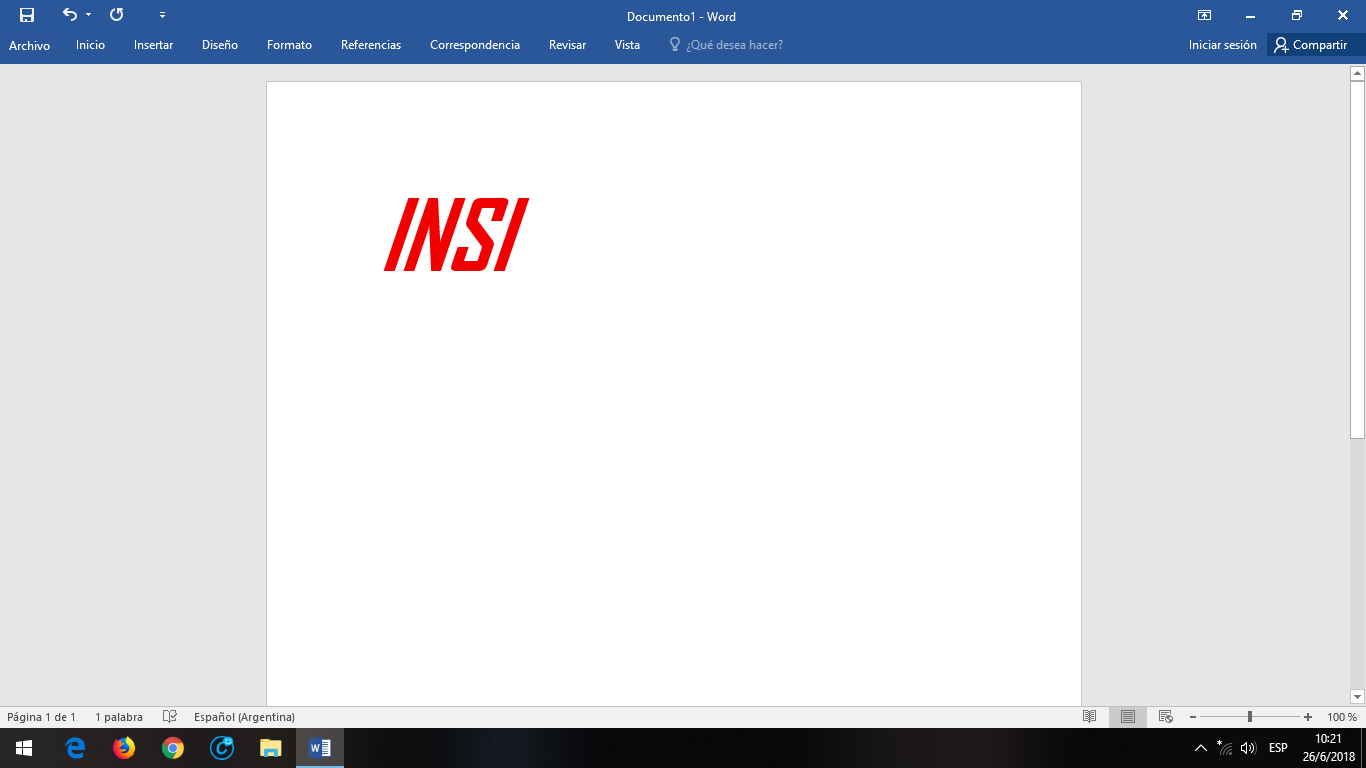 Documento1 - Word
Archivo Inicio Insertar Diseño Formato Referencias Correspondencia Revisar Vista ¿Qué desea hacer? Iniciar sesión Compartir
INSI
Página 1 de 1 1 palabra Español (Argentina) 100 %
ESP 10:21
26/6/2018